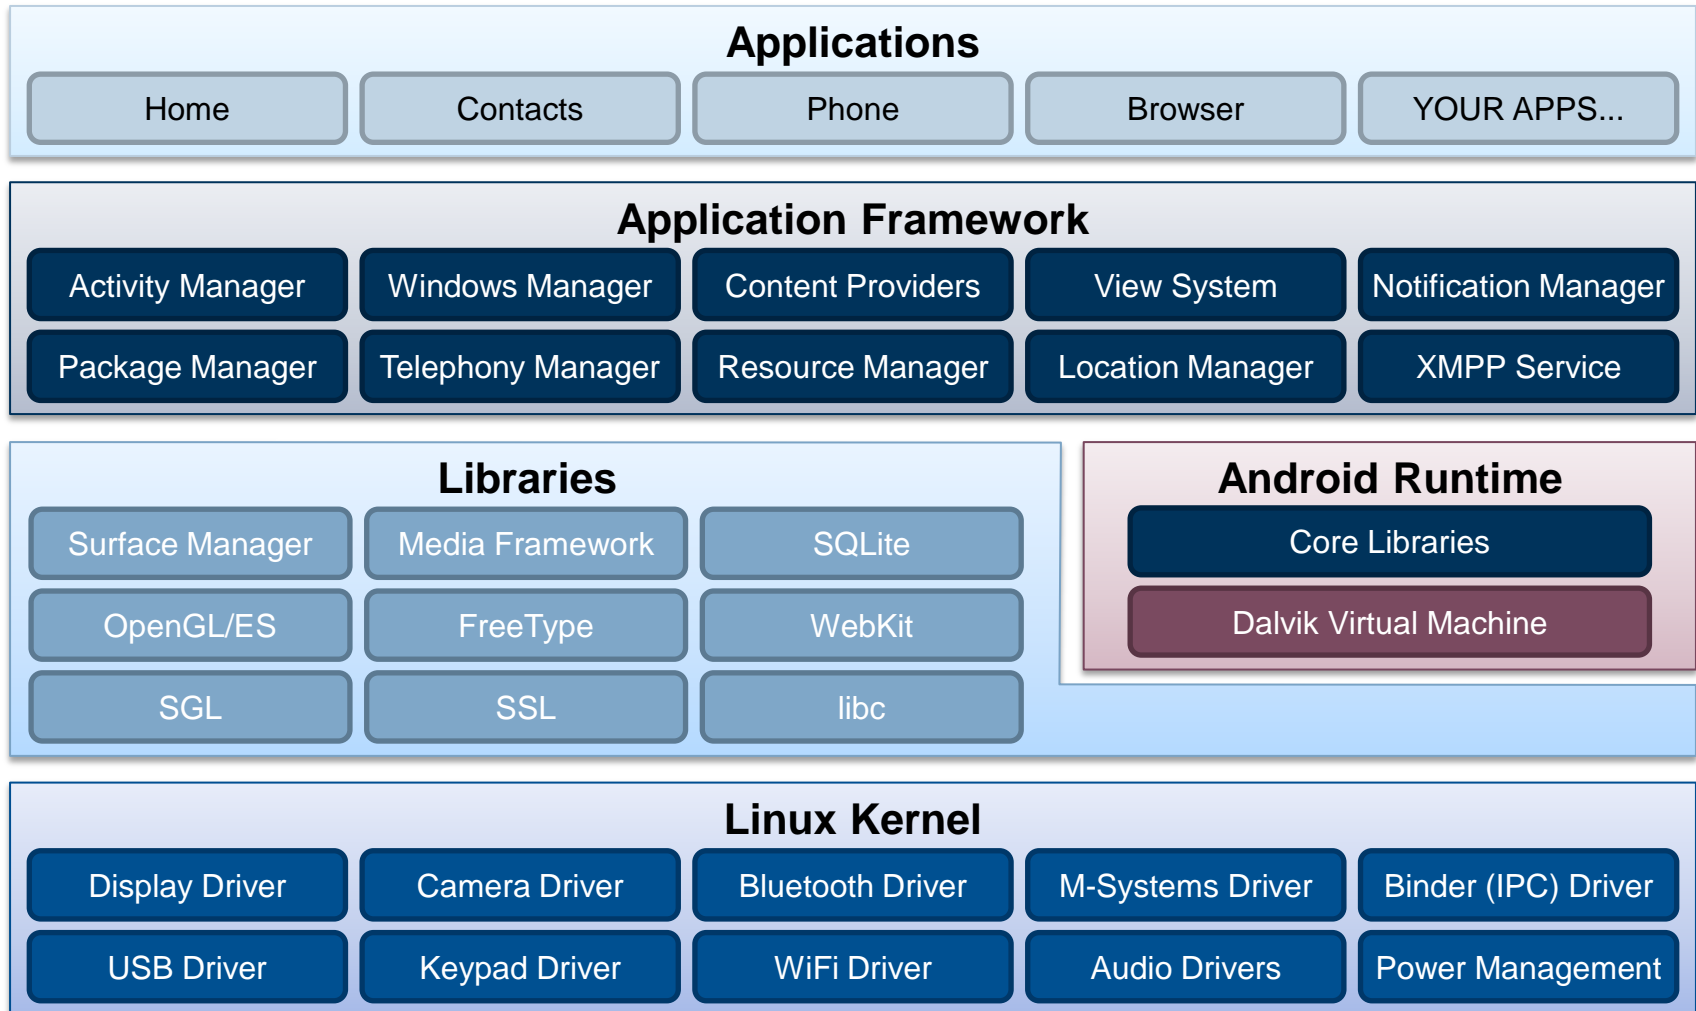 Applications
Home
Contacts
Phone
Browser
YOUR APPS...
Application Framework
Activity Manager
Windows Manager
Content Providers
View System
Notification Manager
Package Manager
Telephony Manager
Resource Manager
Location Manager
XMPP Service
Libraries
Surface Manager
Media Framework
SQLite
OpenGL/ES
FreeType
WebKit
SGL
SSL
libc
Android Runtime
Core Libraries
Dalvik Virtual Machine
Linux Kernel
Display Driver
Camera Driver
Bluetooth Driver
M-Systems Driver
Binder (IPC) Driver
USB Driver
Keypad Driver
WiFi Driver
Audio Drivers
Power Management